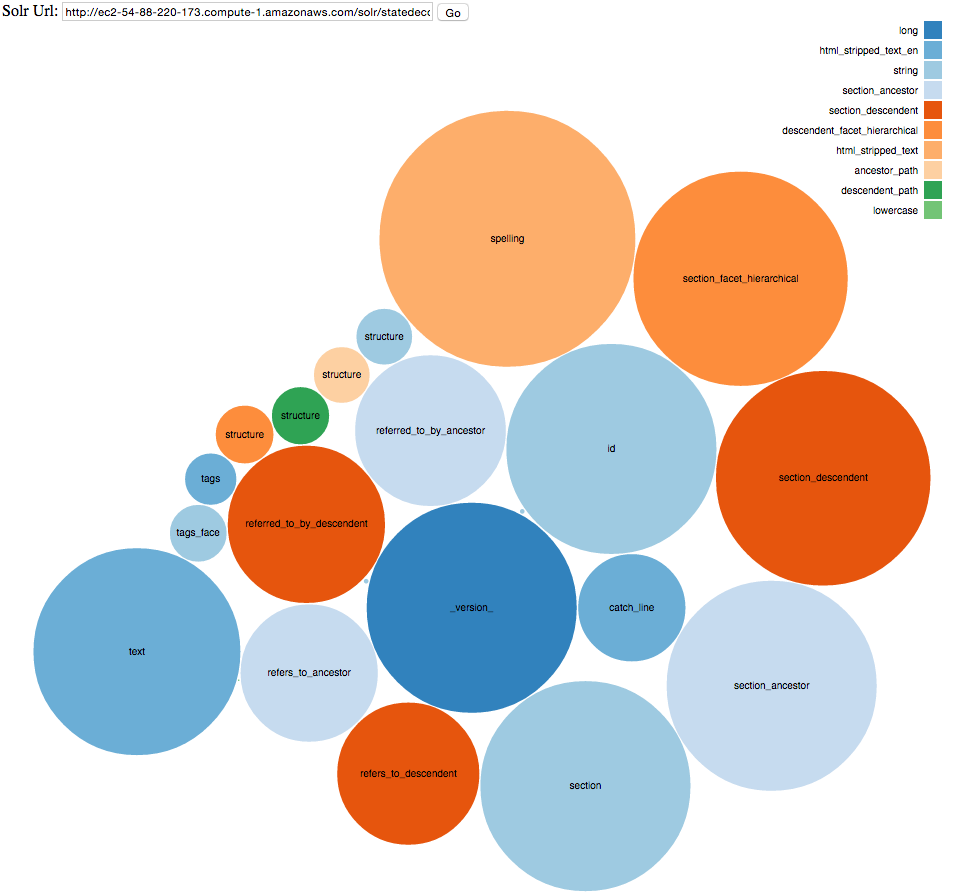 Solr Url: http://ec2-54-88-220-173.compute-1.amazonaws.com/solr/statedec Go
long
html_stripped_text_en
string
section_ancestor
section_descendent
descendent_facet_hierarchical
html_stripped_text
ancestor_path
descendent_path
lowercase
spelling
section_facet_hierarchical
structure
structure
structure
structure
referred_to_by_ancestor
id
section_descendent
tags
tags_face
referred_to_by_descendent
_version_
catch_line
text
refers_to_ancestor
section_ancestor
refers_to_descendent
section